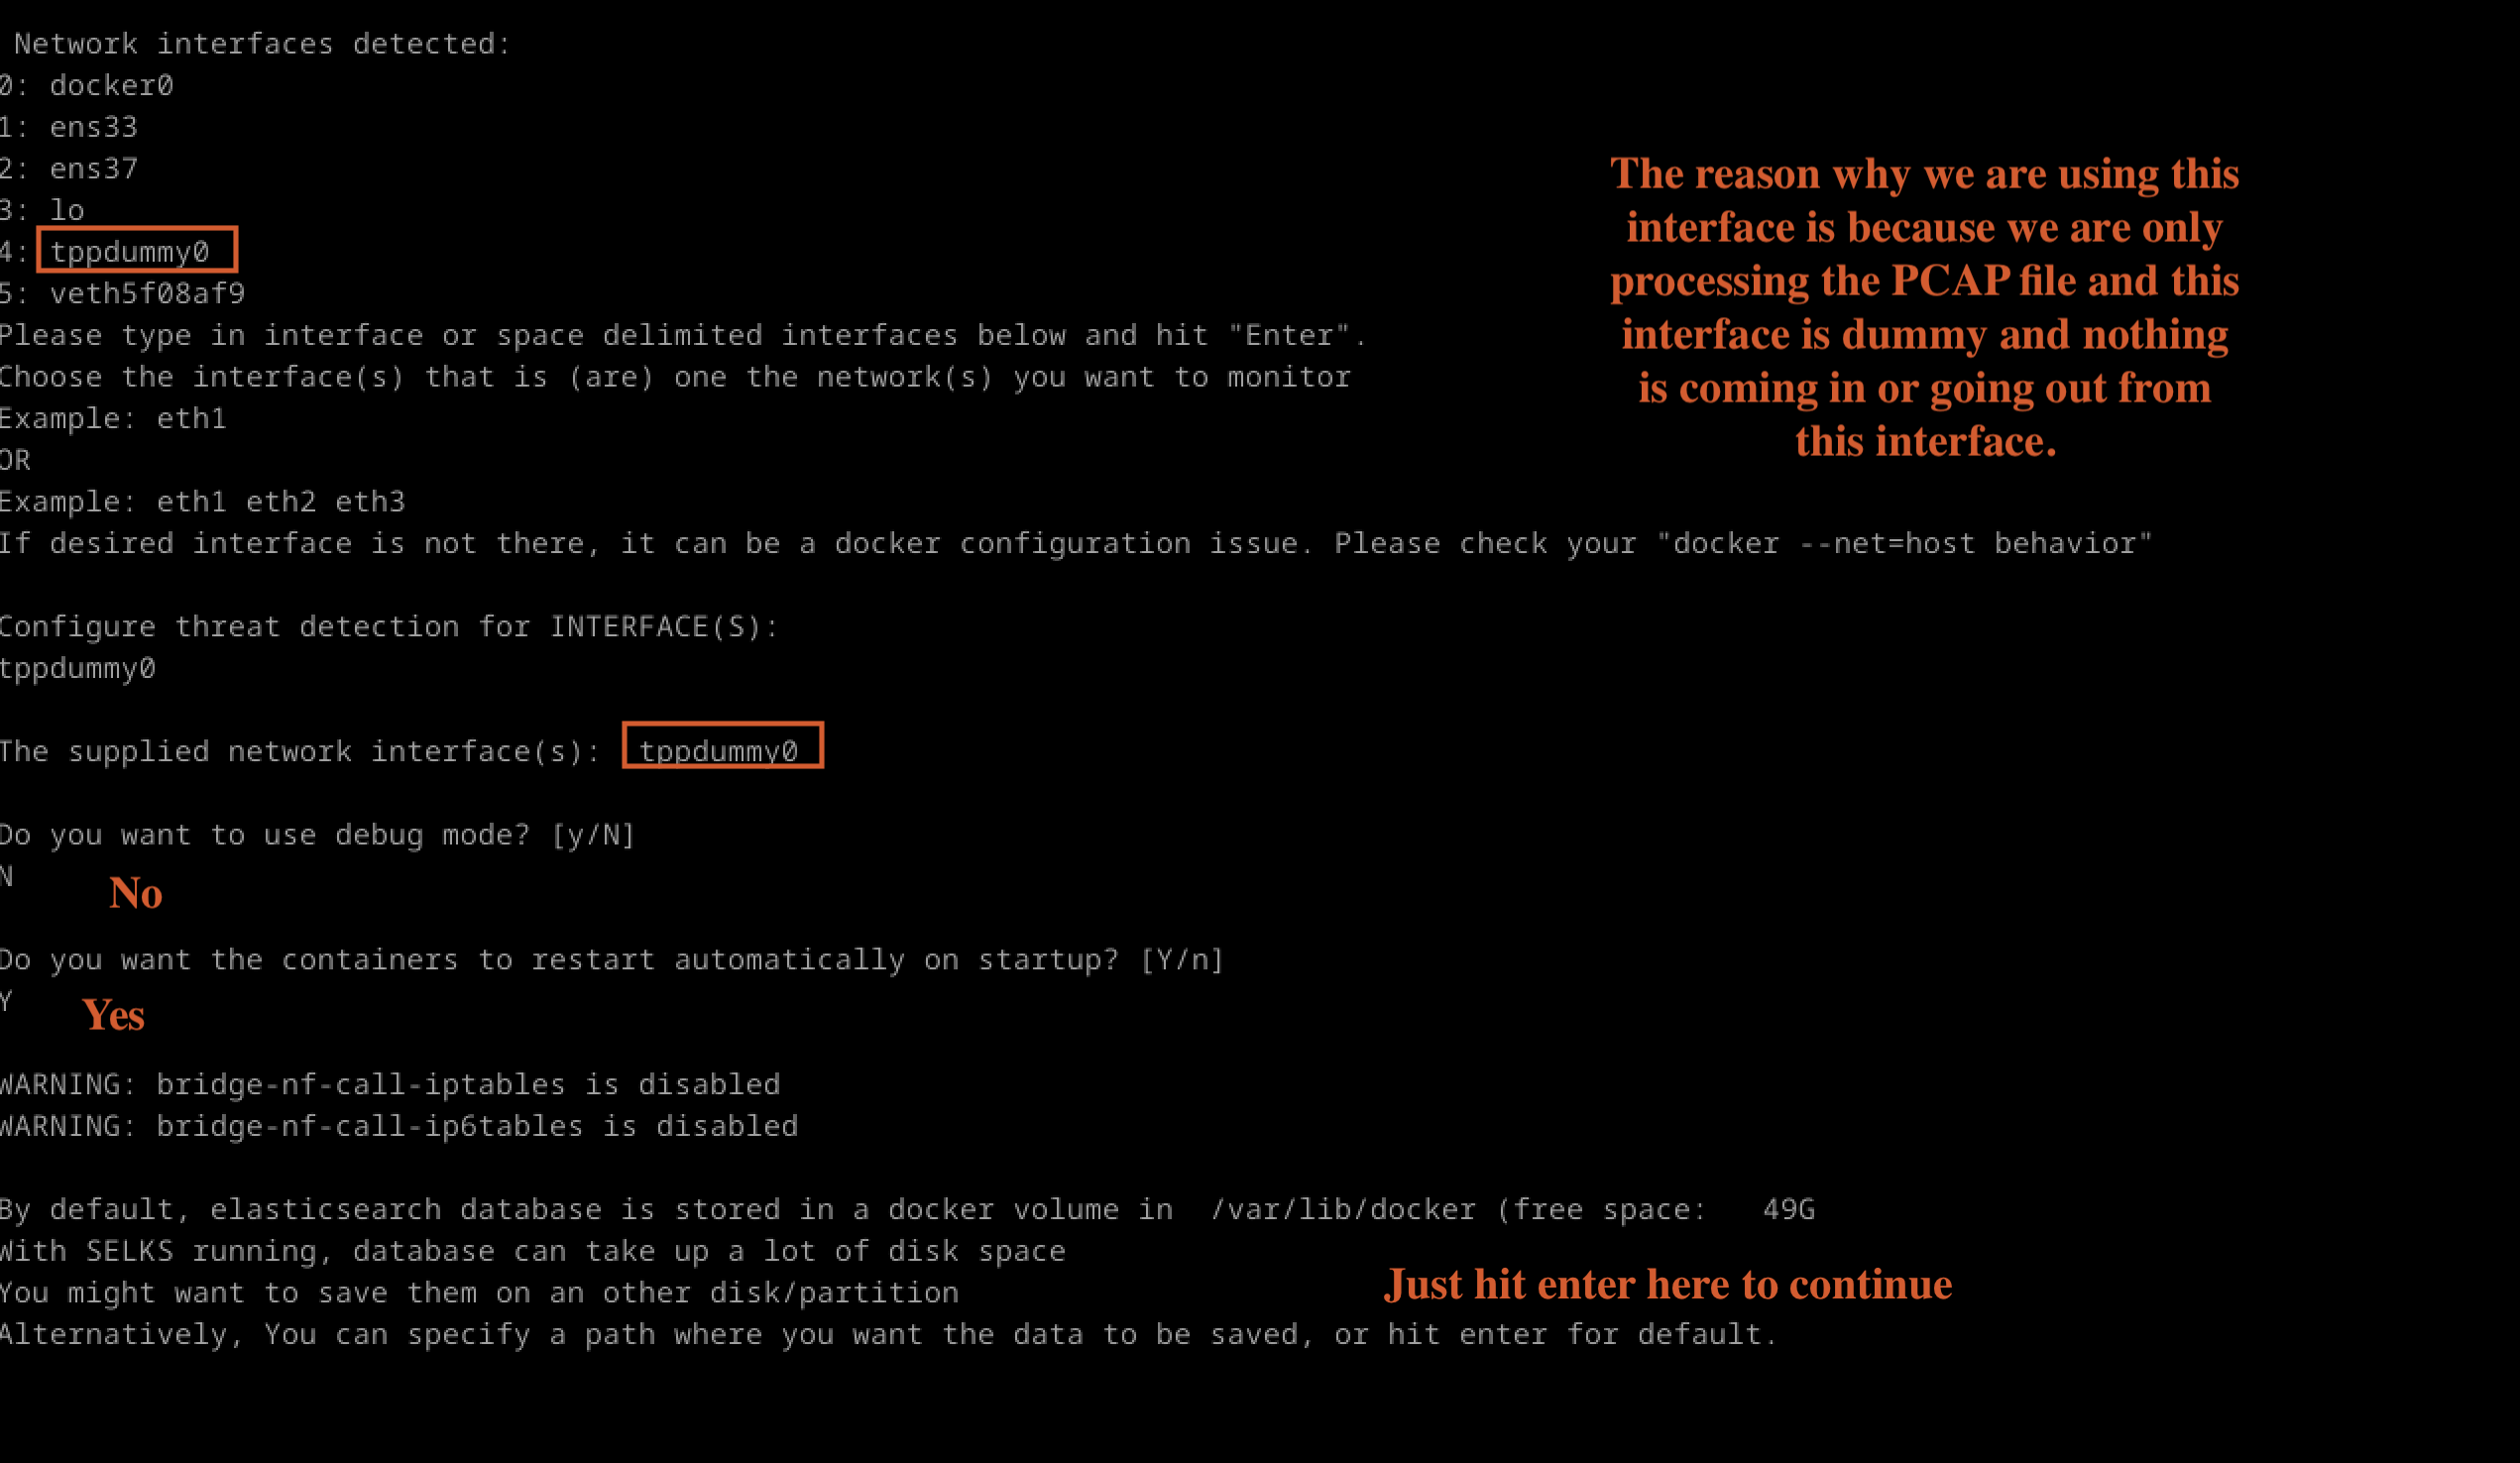 Network interfaces detected:
0: docker0
1: ens33
2: ens37
3: lo
4: tppdummy0
5: veth5f08af9
Please type in interface or space delimited interfaces below and hit "Enter".
Choose the interface(s) that is (are) one the network(s) you want to monitor
Example: eth1
OR
Example: eth1 eth2 eth3
If desired interface is not there, it can be a docker configuration issue. Please check your "docker --net=host behavior"
The reason why we are using this
interface is because we are only
processing the PCAP file and this
interface is dummy and nothing
is coming in or going out from
this interface.
Configure threat detection for INTERFACE(S):
tppdummy0
The supplied network interface(s): tppdummy0
Do you want to use debug mode? [y/N]
N
No
Do you want the containers to restart automatically on startup? [Y/n]
Y
Yes
WARNING: bridge-nf-call-iptables is disabled
WARNING: bridge-nf-call-ip6tables is disabled
By default, elasticsearch database is stored in a docker volume in  /var/lib/docker (free space:   49G
With SELKS running, database can take up a lot of disk space
You might want to save them on an other disk/partition
Just hit enter here to continue
Alternatively, You can specify a path where you want the data to be saved, or hit enter for default.